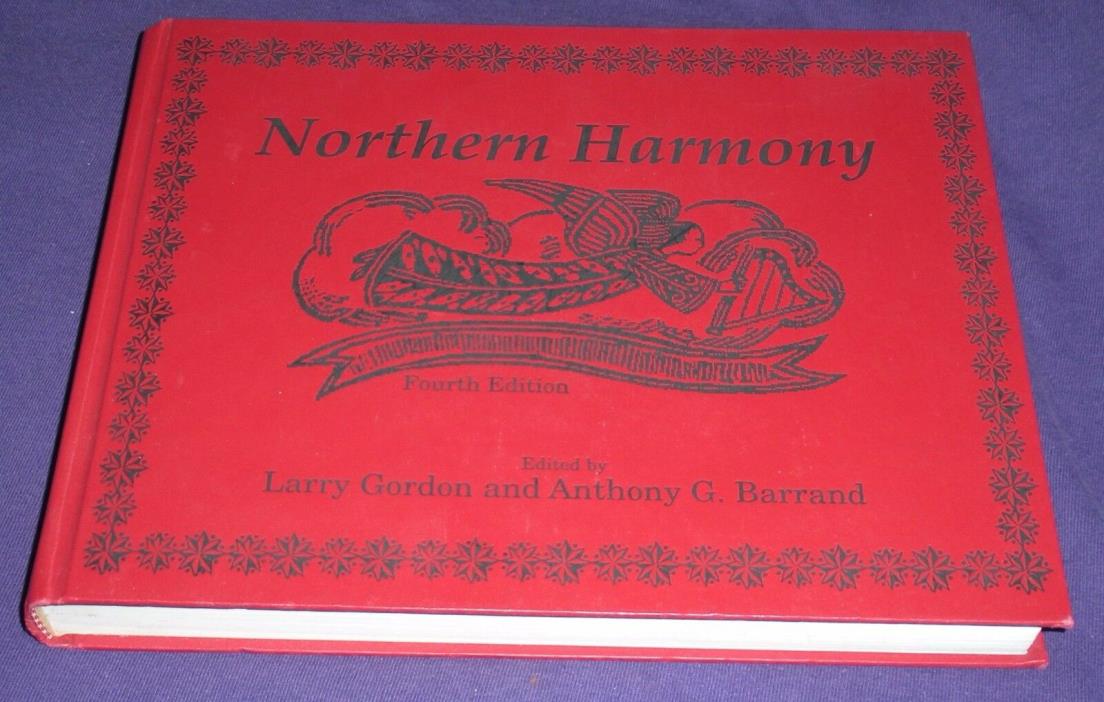 Northern Harmony
Fourth Edition
Edited by
Larry Gordon and Anthony G. Barrand